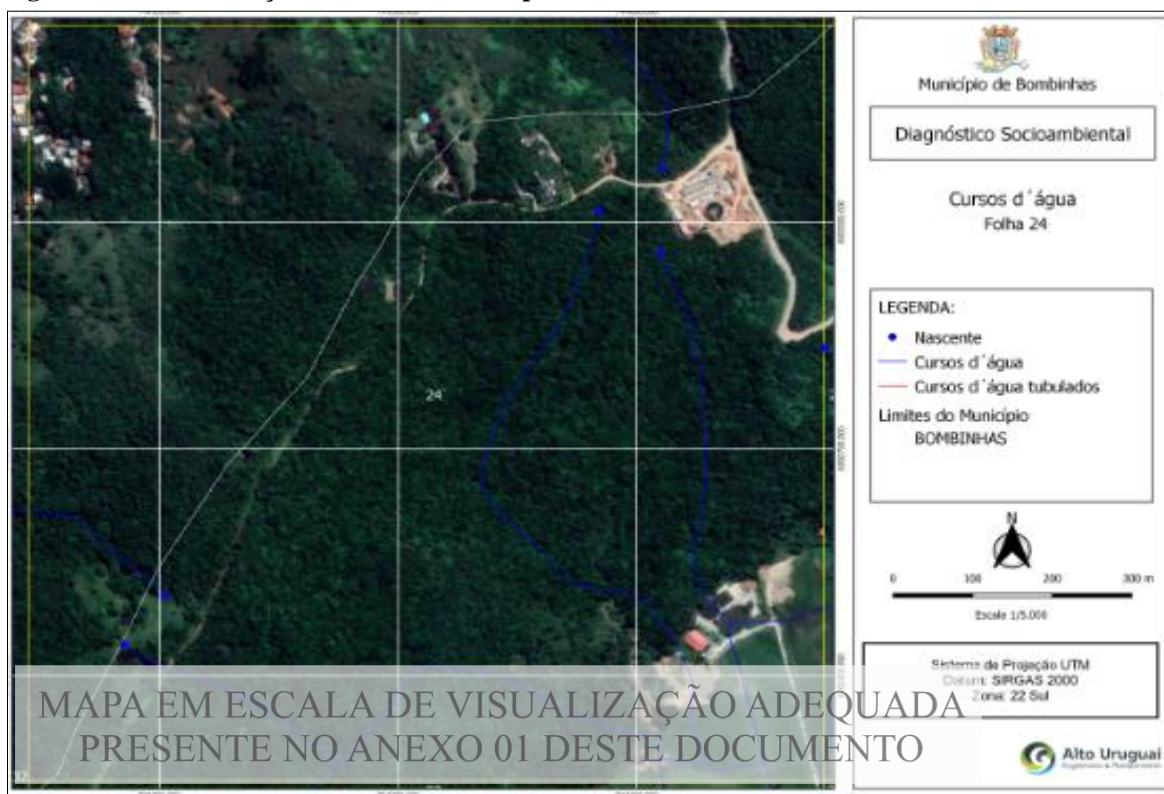 Município de Bombinhas
Diagnóstico Socioambiental
Cursos d´água
Folha 24
LEGENDA:
Nascente
Cursos d´água
Cursos d´água tubulados
Limites do Município
BOMBINHAS
N
0 100 200 300 m
Escala 1/5.000
Sistema de Projeção UTM
Datum: SIRGAS 2000
Zona: 22 Sul
Alto Uruguai
24
MAPA EM ESCALA DE VISUALIZAÇÃO ADEQUADA
PRESENTE NO ANEXO 01 DESTE DOCUMENTO